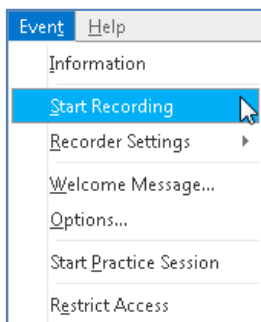 Event Help
Information
Start Recording
Recorder Settings
Welcome Message...
Options...
Start Practice Session
Restrict Access